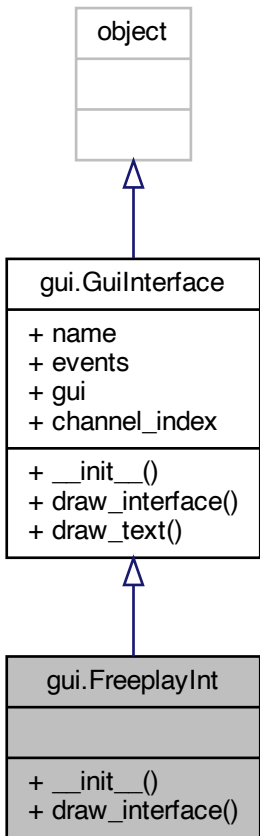 object
gui.GuiInterface
+ name
+ events
+ gui
+ channel_index
+ __init__()
+ draw_interface()
+ draw_text()
gui.FreeplayInt
+ __init__()
+ draw_interface()